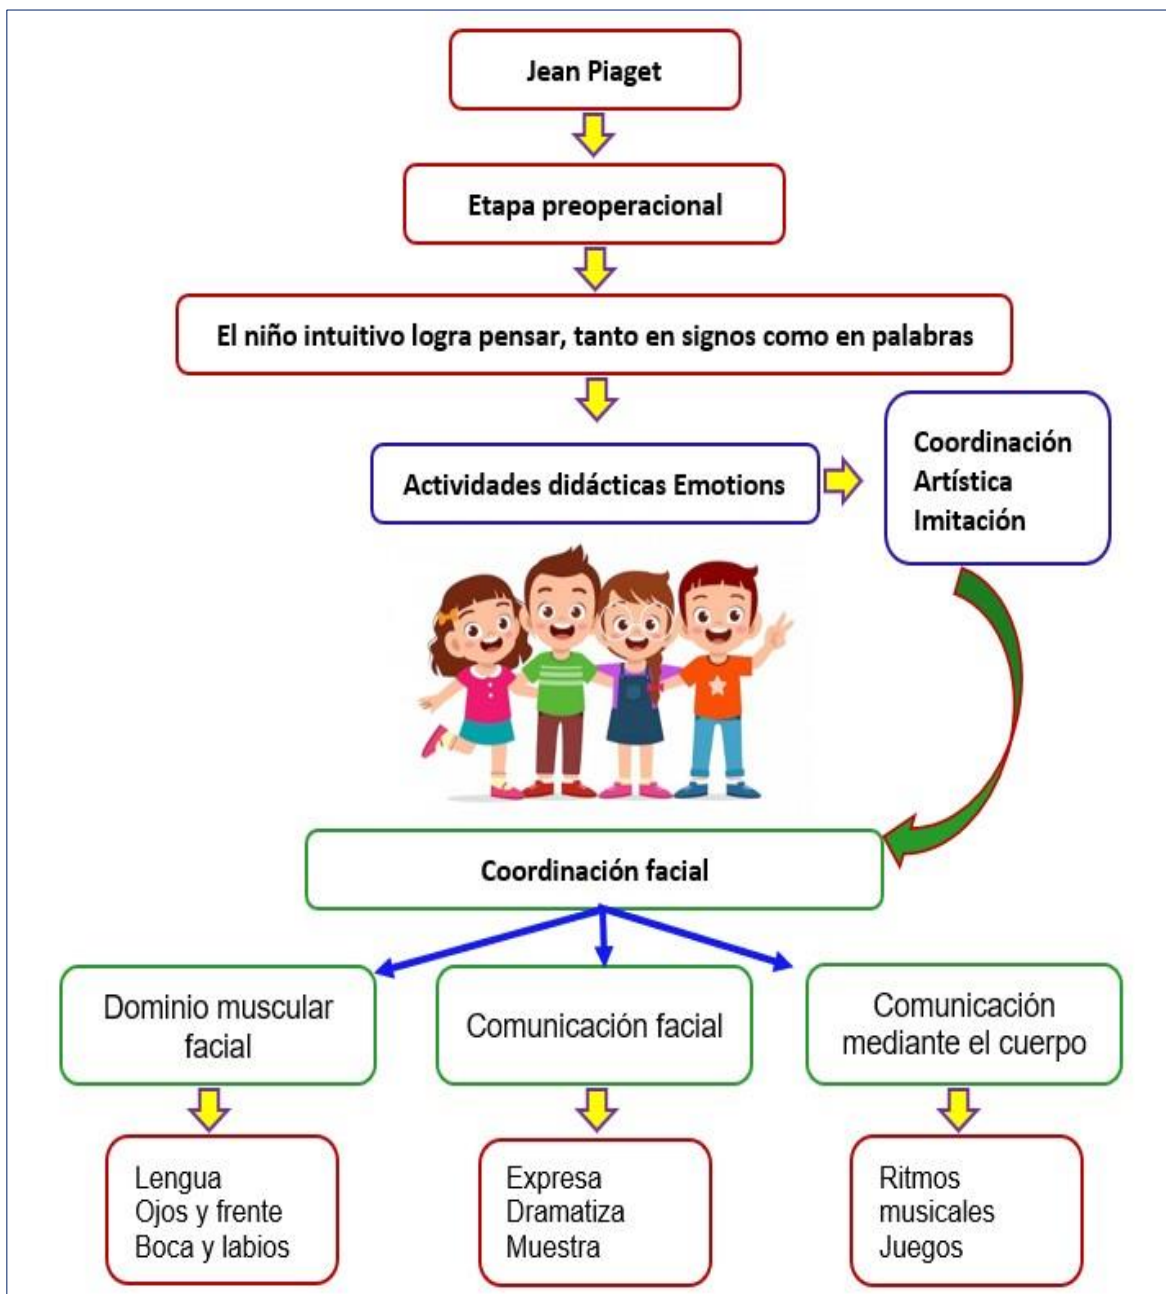 Jean Piaget
Etapa preoperacional
El niño intuitivo logra pensar, tanto en signos como en palabras
Actividades didácticas Emotions
Coordinación
Artística
Imitación
Coordinación facial
Dominio muscular
facial
Comunicación facial
Comunicación
mediante el cuerpo
Lengua
Ojos y frente
Boca y labios
Expresa
Dramatiza
Muestra
Ritmos
musicales
Juegos